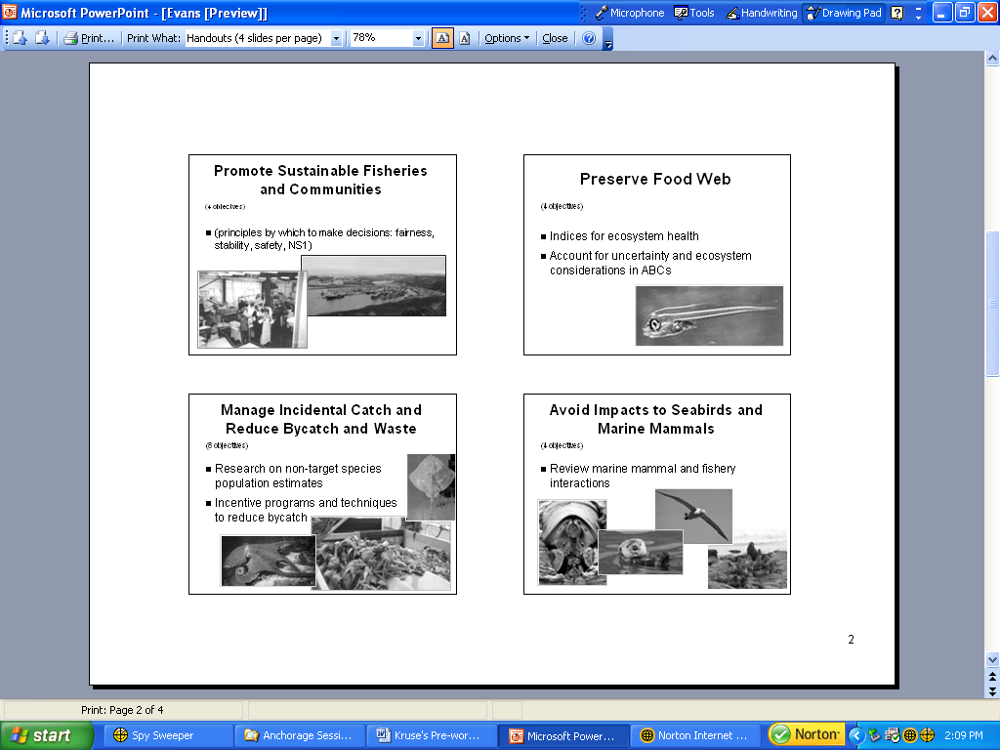 Microsoft PowerPoint - [Evans [Preview]]
Microphone Tools Handwriting Drawing Pad
Print... Print What: Handouts (4 slides per page) 78% Options Close
Promote Sustainable Fisheries
and Communities
(4 objectives)
(principles by which to make decisions: fairness,
stability, safety, NS1)
Preserve Food Web
(4 objectives)
Indices for ecosystem health
Account for uncertainty and ecosystem
considerations in ABCs
Manage Incidental Catch and
Reduce Bycatch and Waste
(8 objectives)
Research on non-target species
population estimates
Incentive programs and techniques
to reduce bycatch
Avoid Impacts to Seabirds and
Marine Mammals
(4 objectives)
Review marine mammal and fishery
interactions
2
Print: Page 2 of 4
start Spy Sweeper Anchorage Sessi... Kruse's Pre-wor... Microsoft Power... Norton Internet ... Norton 2:09 PM